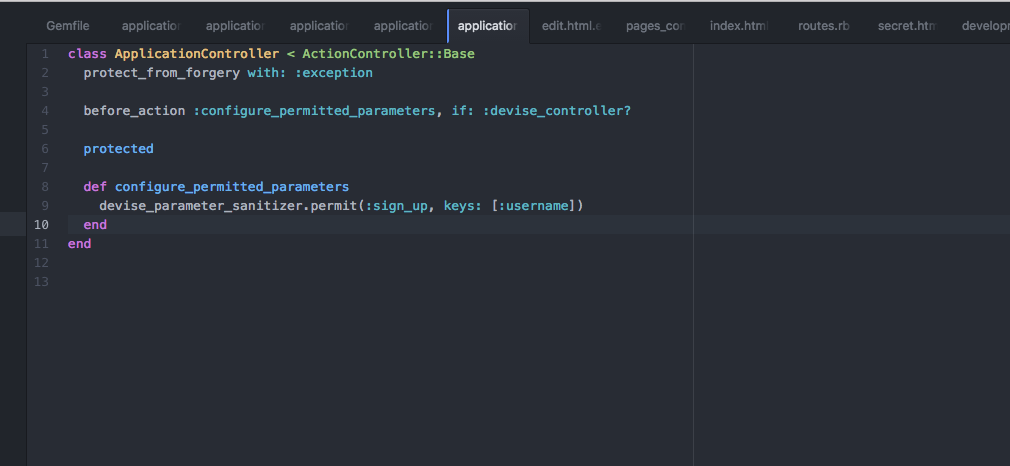 Gemfile application application application application application edit.html.e pages_con index.html routes.rb secret.htm develop
1 class ApplicationController < ActionController::Base
2 protect_from_forgery with: :exception
3
4 before_action :configure_permitted_parameters, if: :devise_controller?
5
6 protected
7
8 def configure_permitted_parameters
9 devise_parameter_sanitizer.permit(:sign_up, keys: [:username])
10 end
11 end
12
13